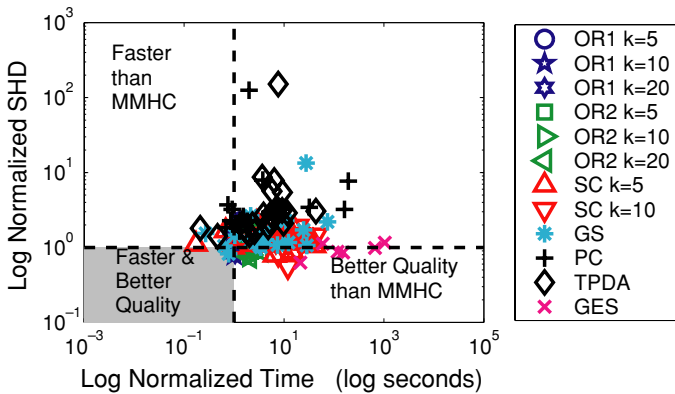 10^3
10^2
10^1
10^0
10^−1
Log Normalized SHD
Faster
than
MMHC
Faster &
Better
Quality
Better Quality
than MMHC
10^−3
10^−1
10^1
10^3
10^5
Log Normalized Time (log seconds)
OR1 k=5
OR1 k=10
OR1 k=20
OR2 k=5
OR2 k=10
OR2 k=20
SC k=5
SC k=10
GS
PC
TPDA
GES